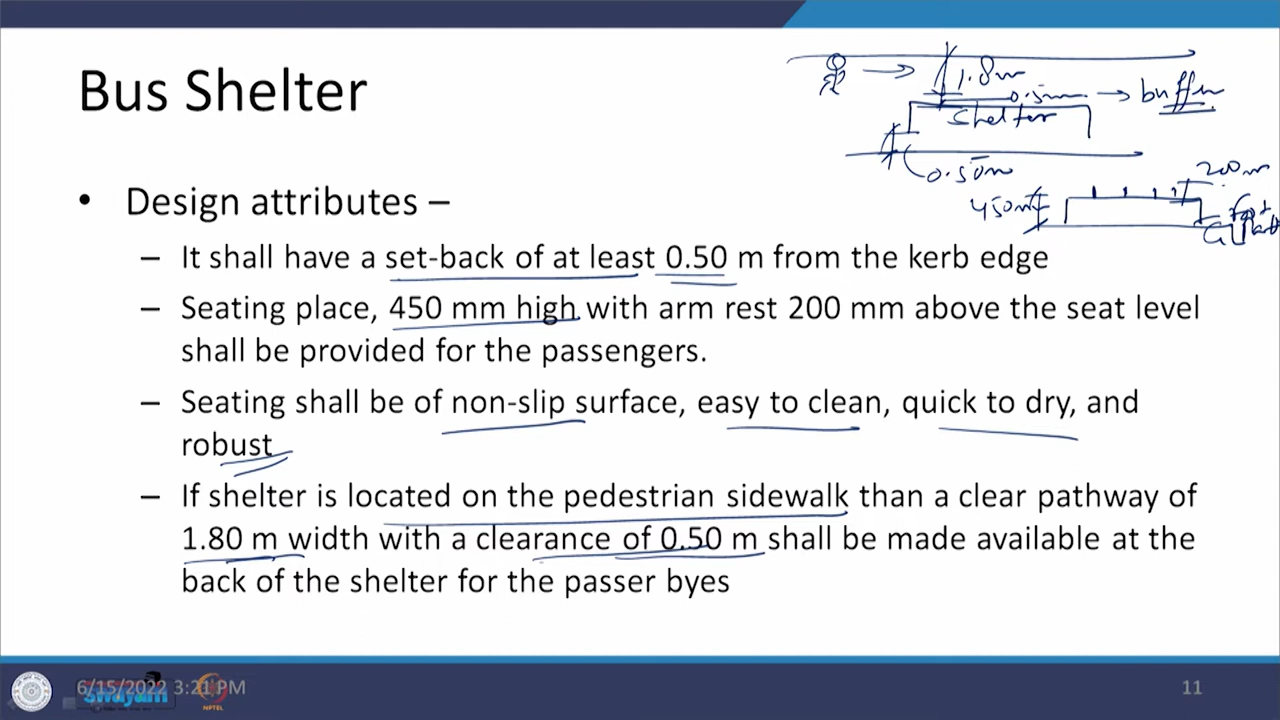 Bus Shelter
1.8m
0.5m → buffer
shelter
0.50m
200m
450m
• Design attributes –
– It shall have a set-back of at least 0.50 m from the kerb edge
– Seating place, 450 mm high with arm rest 200 mm above the seat level
shall be provided for the passengers.
– Seating shall be of non-slip surface, easy to clean, quick to dry, and
robust
– If shelter is located on the pedestrian sidewalk than a clear pathway of
1.80 m width with a clearance of 0.50 m shall be made available at the
back of the shelter for the passer byes
6/15/2022 3:21 PM
swayam
NPTEL
11